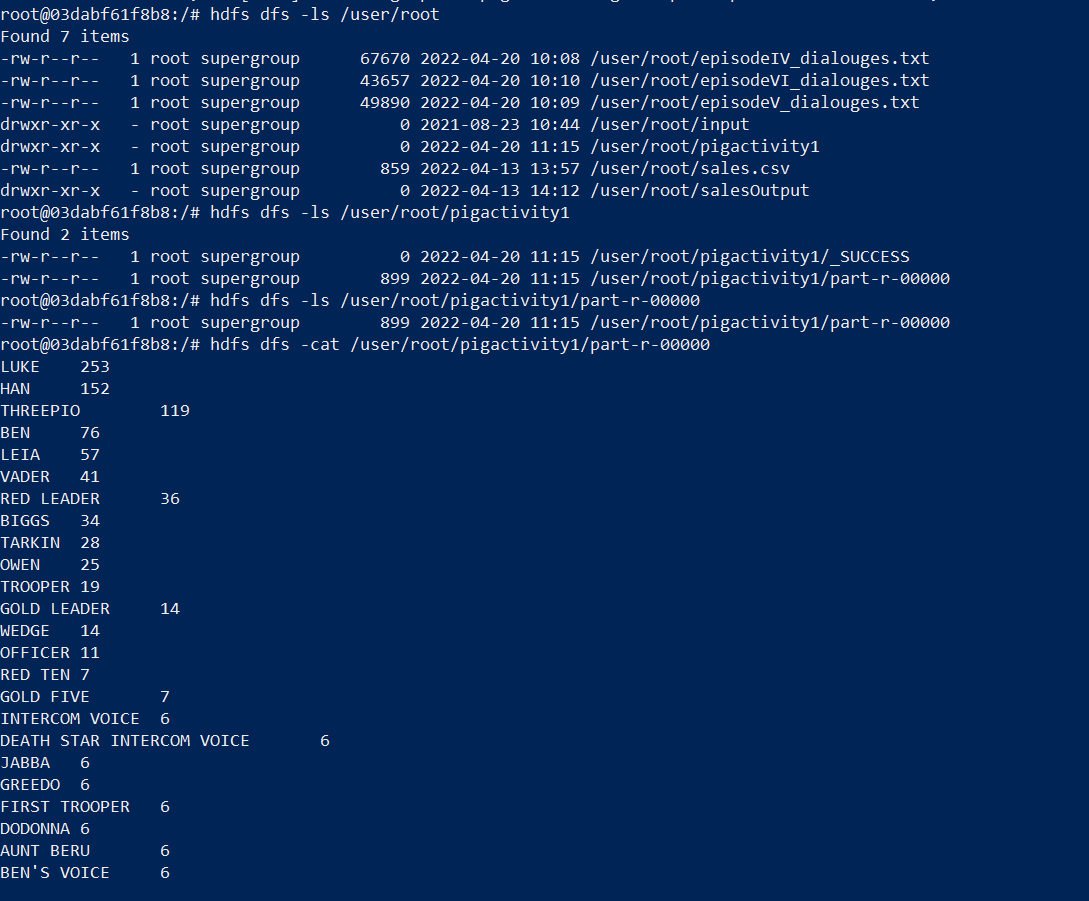 root@03dabf61f8b8:/# hdfs dfs -ls /user/root
Found 7 items
-rw-r--r--   1 root supergroup      67670 2022-04-20 10:08 /user/root/episodeIV_dialouges.txt
-rw-r--r--   1 root supergroup      43657 2022-04-20 10:10 /user/root/episodeVI_dialouges.txt
-rw-r--r--   1 root supergroup      49890 2022-04-20 10:09 /user/root/episodeV_dialouges.txt
drwxr-xr-x   - root supergroup          0 2021-08-23 10:44 /user/root/input
drwxr-xr-x   - root supergroup          0 2022-04-20 11:15 /user/root/pigactivity1
-rw-r--r--   1 root supergroup        859 2022-04-13 13:57 /user/root/sales.csv
drwxr-xr-x   - root supergroup          0 2022-04-13 14:12 /user/root/salesOutput
root@03dabf61f8b8:/# hdfs dfs -ls /user/root/pigactivity1
Found 2 items
-rw-r--r--   1 root supergroup          0 2022-04-20 11:15 /user/root/pigactivity1/_SUCCESS
-rw-r--r--   1 root supergroup        899 2022-04-20 11:15 /user/root/pigactivity1/part-r-00000
root@03dabf61f8b8:/# hdfs dfs -ls /user/root/pigactivity1/part-r-00000
-rw-r--r--   1 root supergroup        899 2022-04-20 11:15 /user/root/pigactivity1/part-r-00000
root@03dabf61f8b8:/# hdfs dfs -cat /user/root/pigactivity1/part-r-00000
LUKE    253
HAN     152
THREEPIO        119
BEN     76
LEIA    57
VADER   41
RED LEADER      36
BIGGS   34
TARKIN  28
OWEN    25
TROOPER 19
GOLD LEADER     14
WEDGE   14
OFFICER 11
RED TEN 7
GOLD FIVE       7
INTERCOM VOICE  6
DEATH STAR INTERCOM VOICE       6
JABBA   6
GREEDO  6
FIRST TROOPER   6
DODONNA 6
AUNT BERU       6
BEN'S VOICE     6